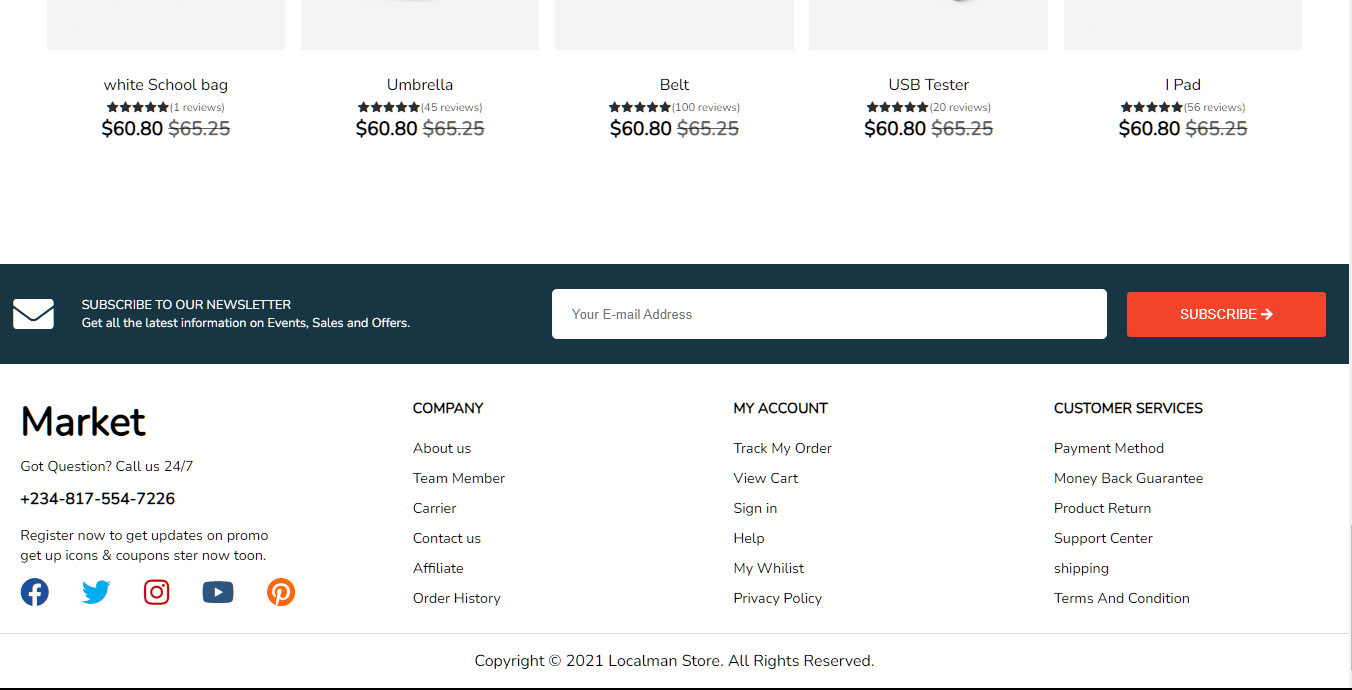 white School bag
(1 reviews)
$60.80 $65.25
Umbrella
(45 reviews)
$60.80 $65.25
Belt
(100 reviews)
$60.80 $65.25
USB Tester
(20 reviews)
$60.80 $65.25
I Pad
(56 reviews)
$60.80 $65.25
SUBSCRIBE TO OUR NEWSLETTER
Get all the latest information on Events, Sales and Offers.
Your E-mail Address
SUBSCRIBE
Market
Got Question? Call us 24/7
+234-817-554-7226
Register now to get updates on promo
get up icons & coupons ster now toon.
COMPANY
About us
Team Member
Carrier
Contact us
Affiliate
Order History
MY ACCOUNT
Track My Order
View Cart
Sign in
Help
My Whilist
Privacy Policy
CUSTOMER SERVICES
Payment Method
Money Back Guarantee
Product Return
Support Center
shipping
Terms And Condition
Copyright © 2021 Localman Store. All Rights Reserved.